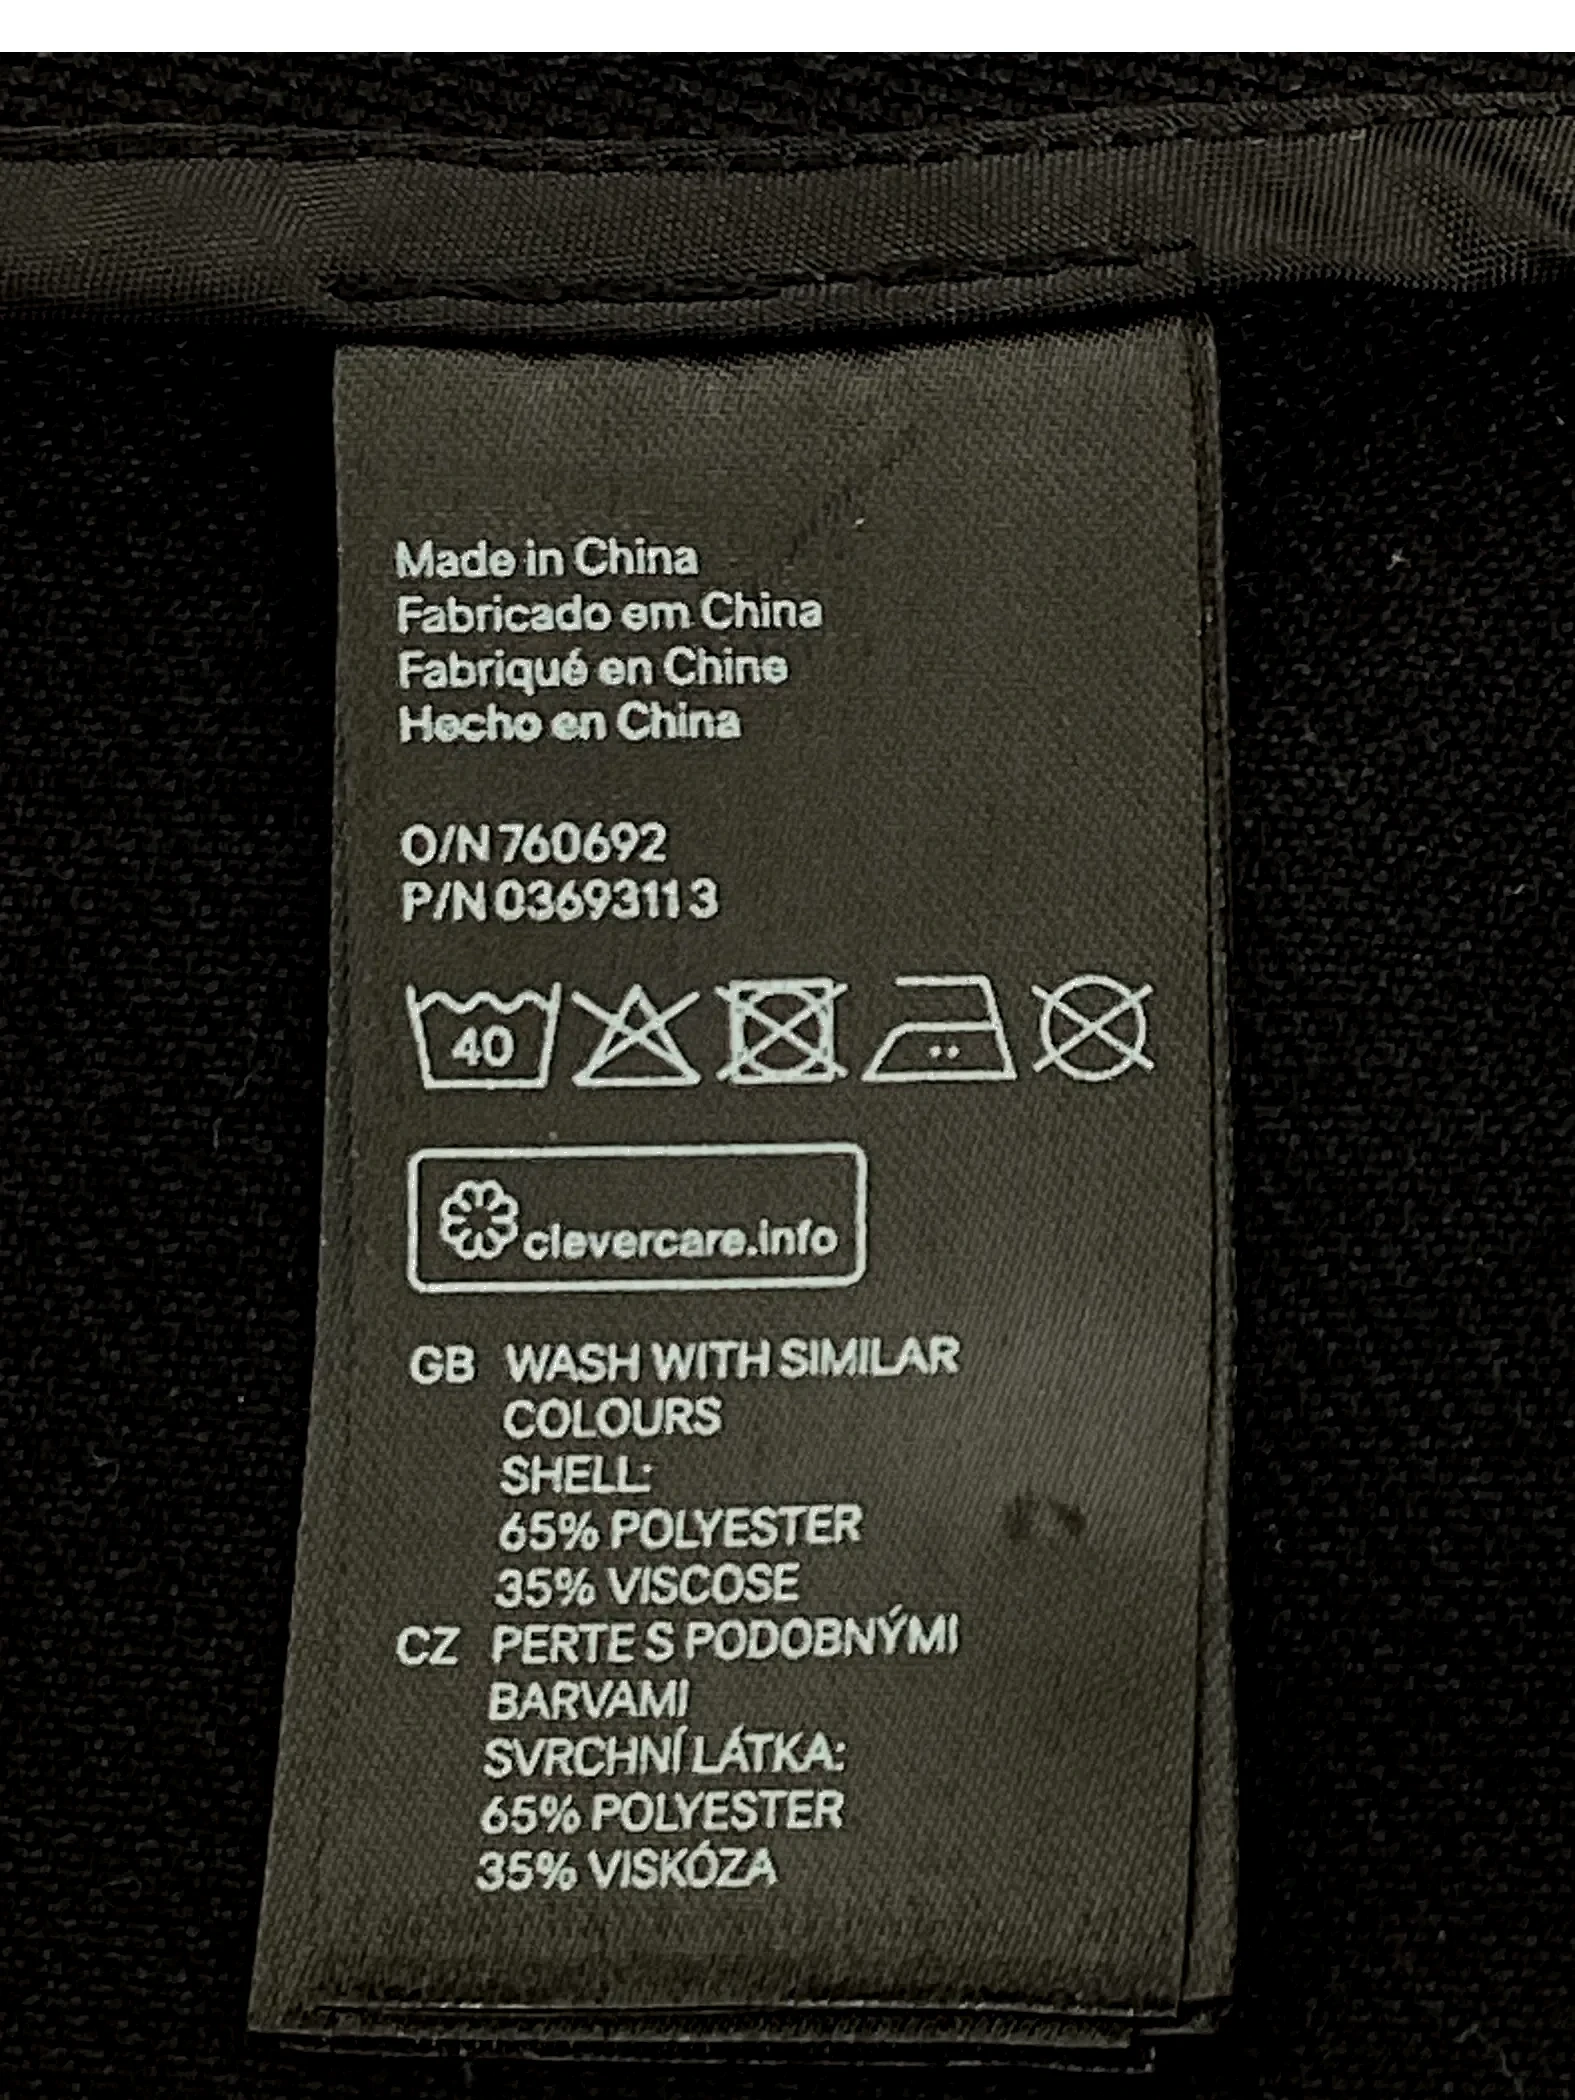 Made in China
Fabricado em China
Fabriqué en Chine
Hecho en China
O/N 760692
P/N 03693113
40
clevercare.info
GB WASH WITH SIMILAR
COLOURS
SHELL:
65% POLYESTER
35% VISCOSE
CZ PERTE S PODOBNÝMI
BARVAMI
SVRCHNÍ LÁTKA:
65% POLYESTER
35% VISKÓZA